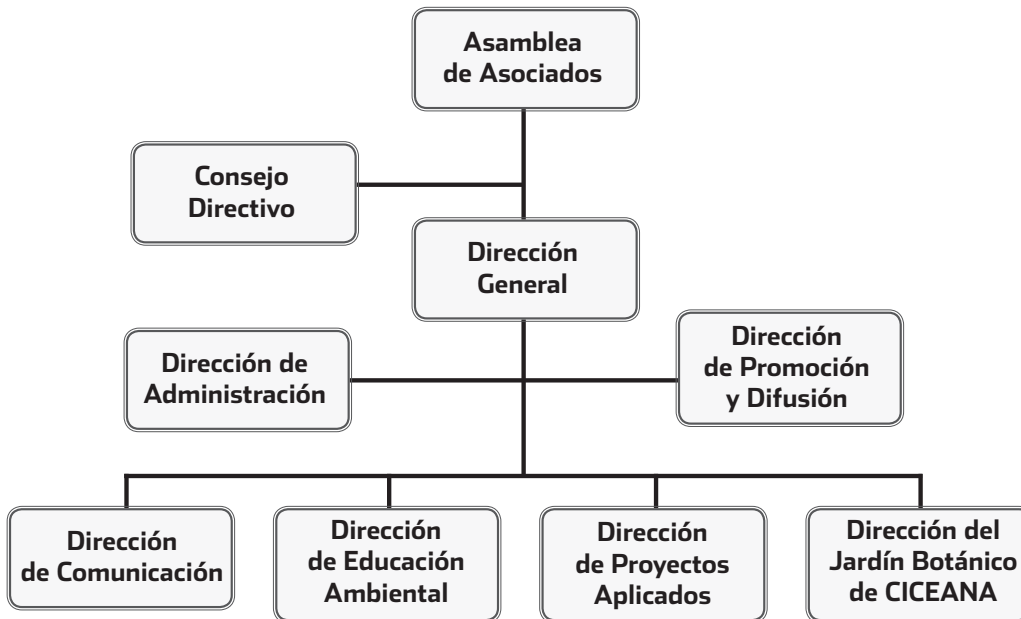 Asamblea
de Asociados
Consejo
Directivo
Dirección
General
Dirección de
Administración
Dirección
de Promoción
y Difusión
Dirección
de Comunicación
Dirección
de Educación
Ambiental
Dirección
de Proyectos
Aplicados
Dirección del
Jardín Botánico
de CICEANA